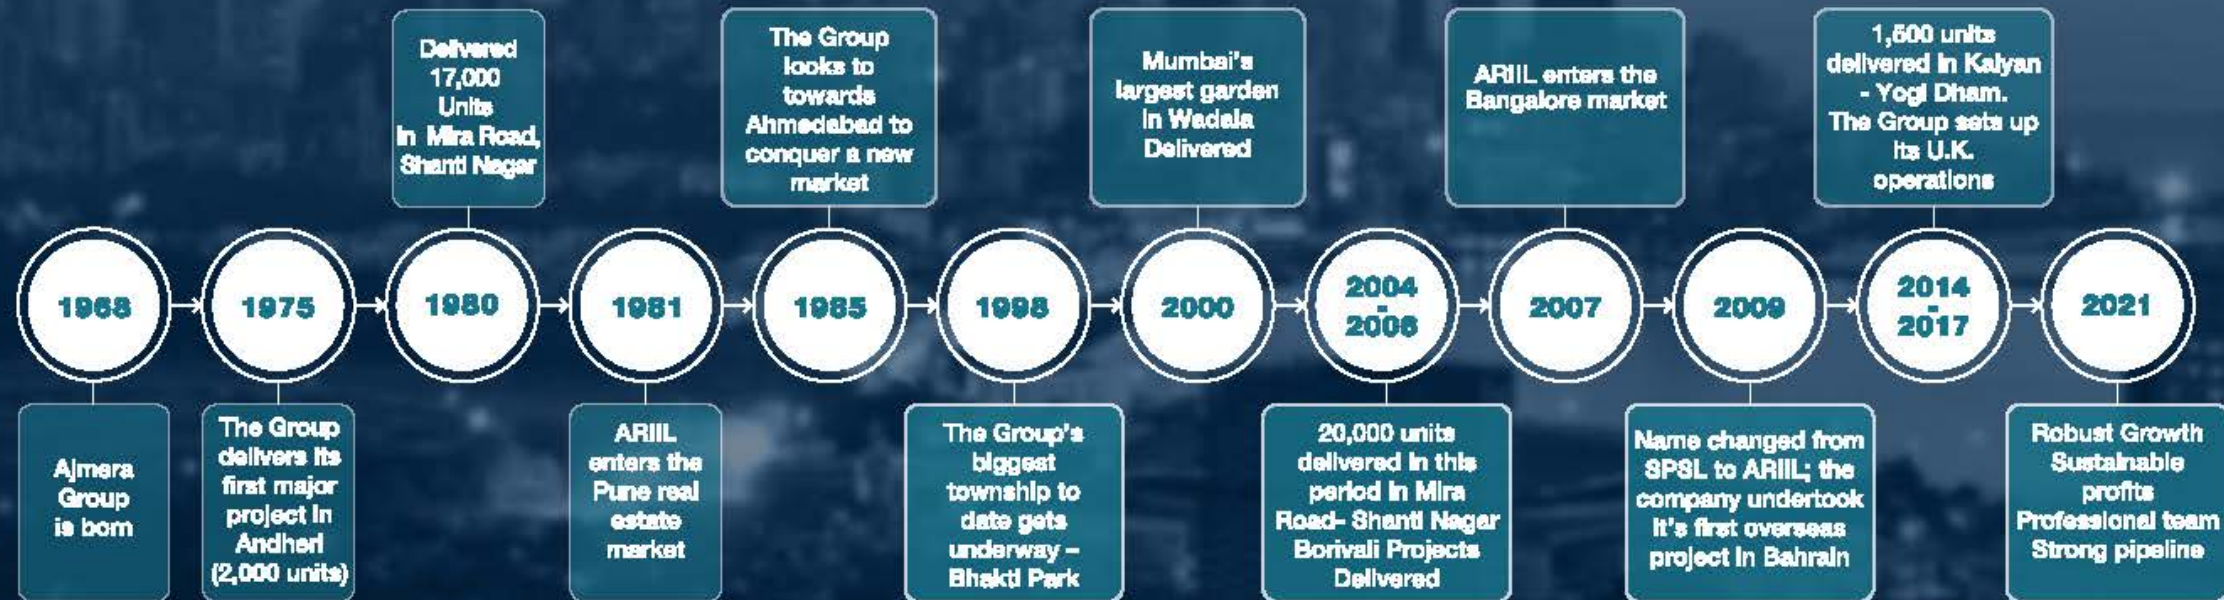 1968
Ajmera
Group
is born
1975
The Group
delivers its
first major
project in
Andheri
(2,000 units)
Delivered
17,000
Units
in Mira Road,
Shanti Nagar
1980
1981
ARIIL
enters the
Pune real
estate
market
The Group
looks to
towards
Ahmedabad to
conquer a new
market
1985
1998
The Group's
biggest
township to
date gets
underway –
Bhakti Park
Mumbai's
largest garden
in Wadala
Delivered
2000
2004
-
2006
20,000 units
delivered in this
period in Mira
Road- Shanti Nagar
Borivali Projects
Delivered
ARIIL enters the
Bangalore market
2007
2009
Name changed from
SPSL to ARIIL; the
company undertook
it's first overseas
project in Bahrain
1,500 units
delivered in Kalyan
- Yogi Dham.
The Group sets up
its U.K.
operations
2014
-
2017
2021
Robust Growth
Sustainable
profits
Professional team
Strong pipeline